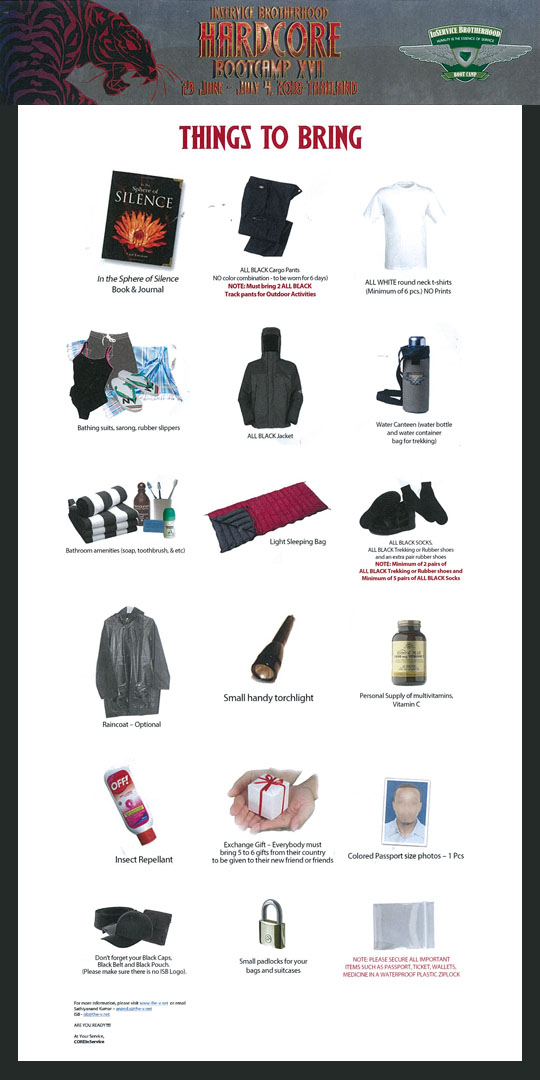 INSERVICE BROTHERHOOD
HARDCORE
BOOTCAMP XVII
28 JUNE - JULY 4, 2018 THAILAND
INSERVICE BROTHERHOOD
HUMILITY IS THE ESSENCE OF SERVICE
BOOT CAMP
THINGS TO BRING
In the
Sphere of
SILENCE
In the Sphere of Silence
Book & Journal
ALL BLACK Cargo Pants
NO color combination - to be worn for 6 days)
NOTE: Must bring 2 ALL BLACK
Track pants for Outdoor Activities
ALL WHITE round neck t-shirts
(Minimum of 6 pcs.) NO Prints
Bathing suits, sarong, rubber slippers
ALL BLACK Jacket
Water Canteen (water bottle
and water container
bag for trekking)
Bathroom amenities (soap, toothbrush, & etc)
Light Sleeping Bag
ALL BLACK SOCKS,
ALL BLACK Trekking or Rubber shoes
and an extra pair rubber shoes
NOTE: Minimum of 2 pairs of
ALL BLACK Trekking or Rubber shoes and
Minimum of 5 pairs of ALL BLACK Socks
Raincoat – Optional
Small handy torchlight
Personal Supply of multivitamins,
Vitamin C
OFF!
Insect Repellant
Exchange Gift – Everybody must
bring 5 to 6 gifts from their country
to be given to their new friend or friends
Colored Passport size photos – 1 Pcs
Don't forget your Black Caps,
Black Belt and Black Pouch.
(Please make sure there is no ISB Logo).
Small padlocks for your
bags and suitcases
NOTE: PLEASE SECURE ALL IMPORTANT
ITEMS SUCH AS PASSPORT, TICKET, WALLETS,
MEDICINE IN A WATERPROOF PLASTIC ZIPLOCK
For more information, please visit www.the-v.net or email
Sathiyanand Kumar –
ISB -
ARE YOU READY?!!!
At Your Service,
COREInService